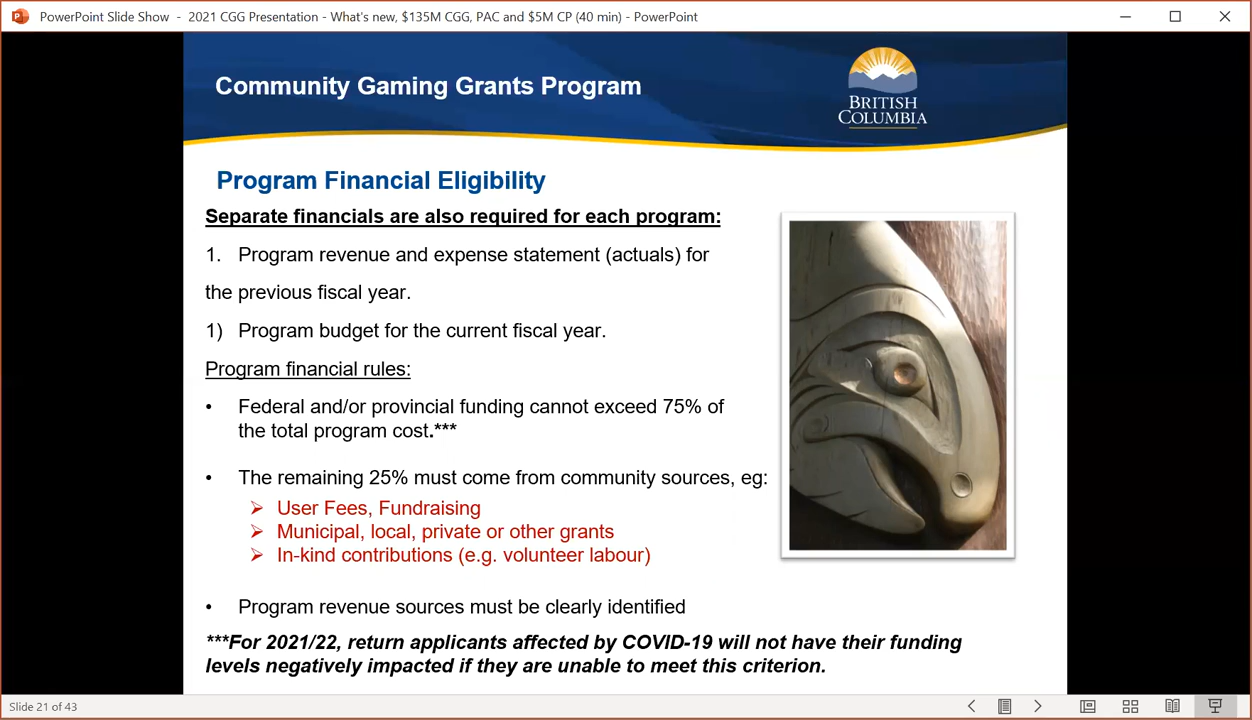 PowerPoint Slide Show - 2021 CGG Presentation - What's new, $135M CGG, PAC and $5M CP (40 min) - PowerPoint
Community Gaming Grants Program
BRITISH
COLUMBIA
Program Financial Eligibility
Separate financials are also required for each program:
1. Program revenue and expense statement (actuals) for
the previous fiscal year.
1) Program budget for the current fiscal year.
Program financial rules:
• Federal and/or provincial funding cannot exceed 75% of
the total program cost.***
• The remaining 25% must come from community sources, eg:
➢ User Fees, Fundraising
➢ Municipal, local, private or other grants
➢ In-kind contributions (e.g. volunteer labour)
• Program revenue sources must be clearly identified
***For 2021/22, return applicants affected by COVID-19 will not have their funding
levels negatively impacted if they are unable to meet this criterion.
Slide 21 of 43